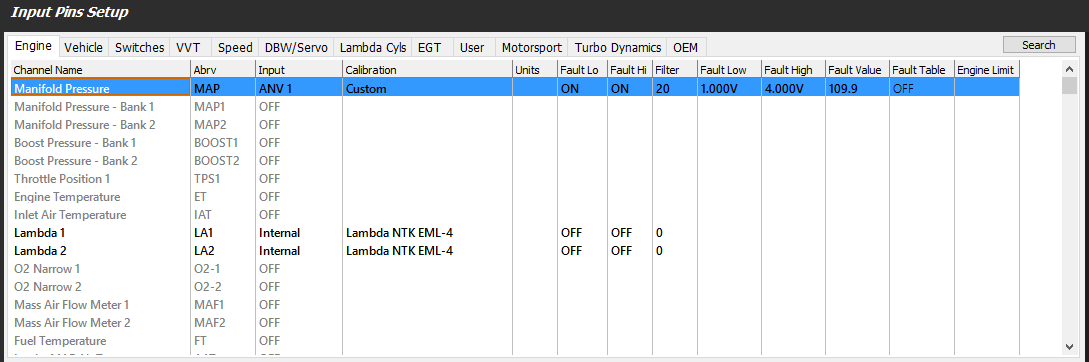 Input Pins Setup
Engine Vehicle Switches VVT Speed DBW/Servo Lambda Cyls EGT User Motorsport Turbo Dynamics OEM Search
Channel Name Abrv Input Calibration Units Fault Lo Fault Hi Filter Fault Low Fault High Fault Value Fault Table Engine Limit
Manifold Pressure MAP ANV 1 Custom ON ON 20 1.000V 4.000V 109.9 OFF
Manifold Pressure - Bank 1 MAP1 OFF
Manifold Pressure - Bank 2 MAP2 OFF
Boost Pressure - Bank 1 BOOST1 OFF
Boost Pressure - Bank 2 BOOST2 OFF
Throttle Position 1 TPS1 OFF
Engine Temperature ET OFF
Inlet Air Temperature IAT OFF
Lambda 1 LA1 Internal Lambda NTK EML-4 OFF OFF 0
Lambda 2 LA2 Internal Lambda NTK EML-4 OFF OFF 0
O2 Narrow 1 O2-1 OFF
O2 Narrow 2 O2-2 OFF
Mass Air Flow Meter 1 MAF1 OFF
Mass Air Flow Meter 2 MAF2 OFF
Fuel Temperature FT OFF